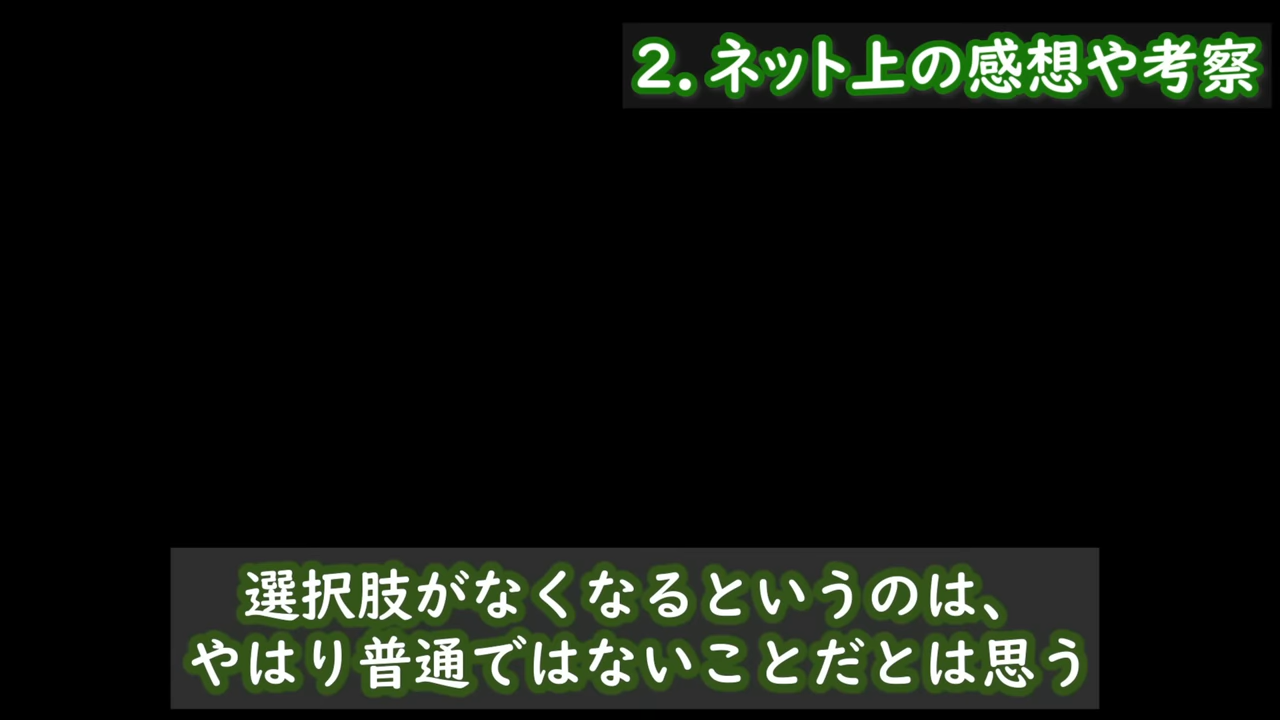 2.ネット上の感想や考察
選択肢がなくなるというのは、
やはり普通ではないことだとは思う